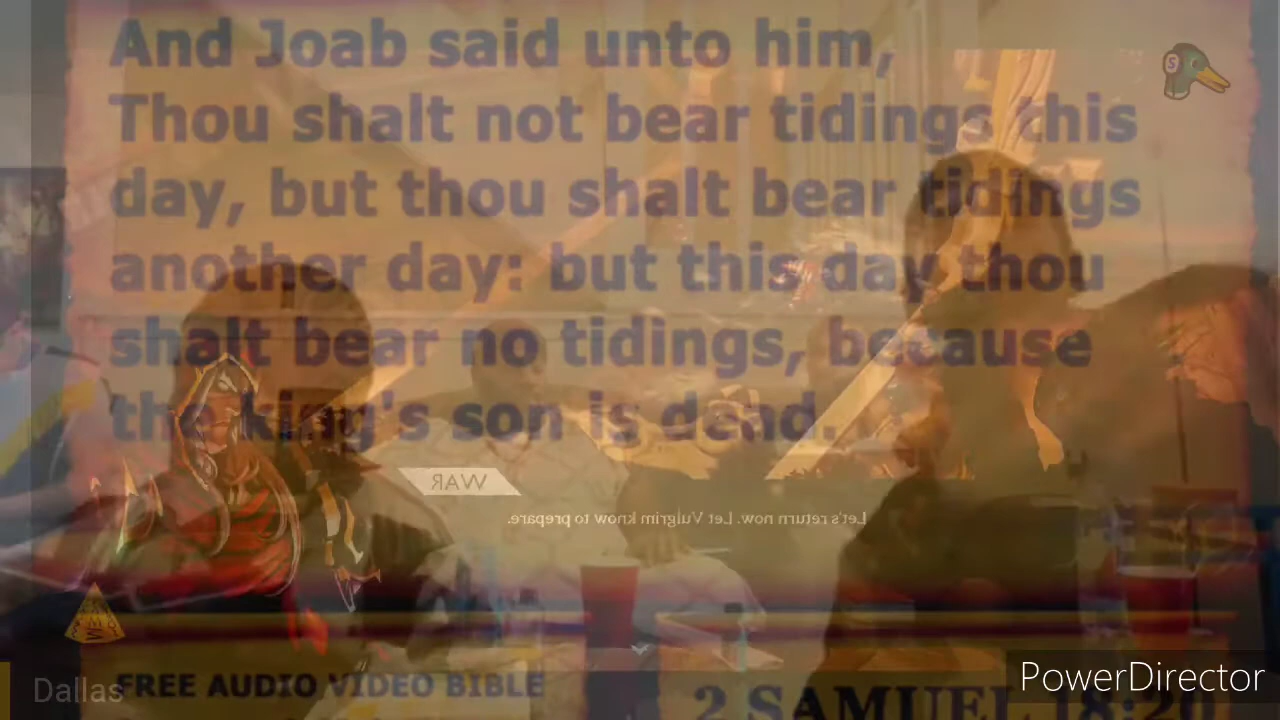 And Joab said unto him,
Thou shalt not bear tidings this
day, but thou shalt bear tidings
another day: but this day thou
shalt bear no tidings, because
the king's son is dead.
WAR
Let's return now. Let Vulgrim know to prepare.
Dallas
FREE AUDIO VIDEO BIBLE
2 SAMUEL 18:20
PowerDirector